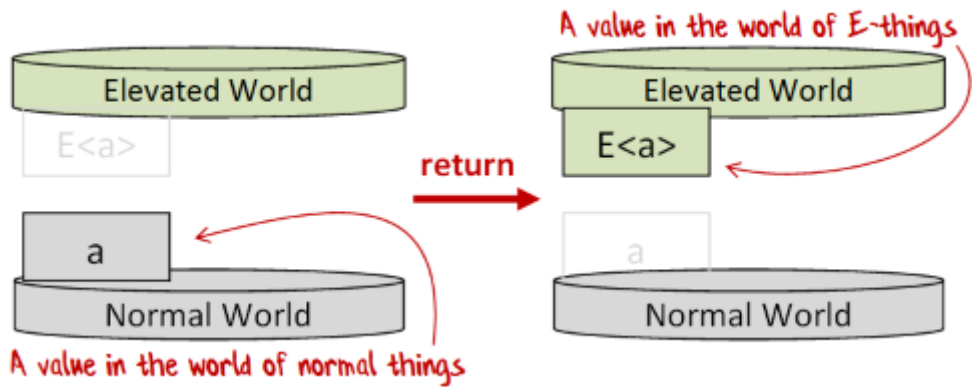 A value in the world of E-things
Elevated World
Elevated World
E<a>
E<a>
return
a
a
Normal World
Normal World
A value in the world of normal things